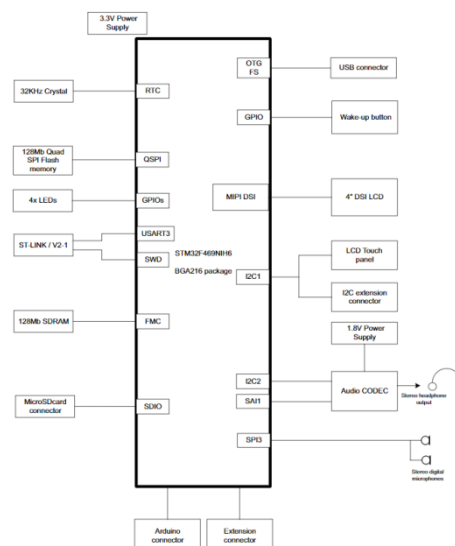 3.3V Power
Supply
OTG
FS
USB connector
32KHz Crystal
RTC
GPIO
Wake-up button
128Mb Quad
SPI Flash
memory
QSPI
4x LEDs
GPIOs
MIPI DSI
4" DSI LCD
USART3
ST-LINK / V2-1
SWD
STM32F469NIH6
BGA216 package
LCD Touch
panel
I2C1
I2C extension
connector
128Mb SDRAM
FMC
1.8V Power
Supply
I2C2
Audio CODEC
Stereo headphone
output
MicroSDcard
connector
SDIO
SAI1
SPI3
Stereo digital
microphones
Arduino
connector
Extension
connector